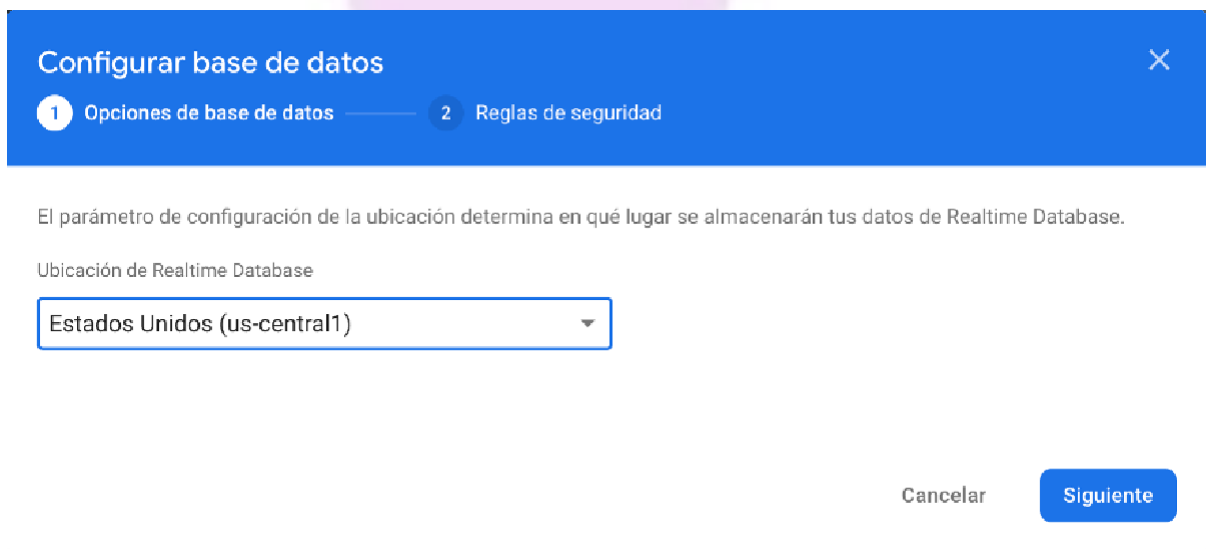 Configurar base de datos
1 Opciones de base de datos 2 Reglas de seguridad
El parámetro de configuración de la ubicación determina en qué lugar se almacenarán tus datos de Realtime Database.
Ubicación de Realtime Database
Estados Unidos (us-central1)
Cancelar Siguiente